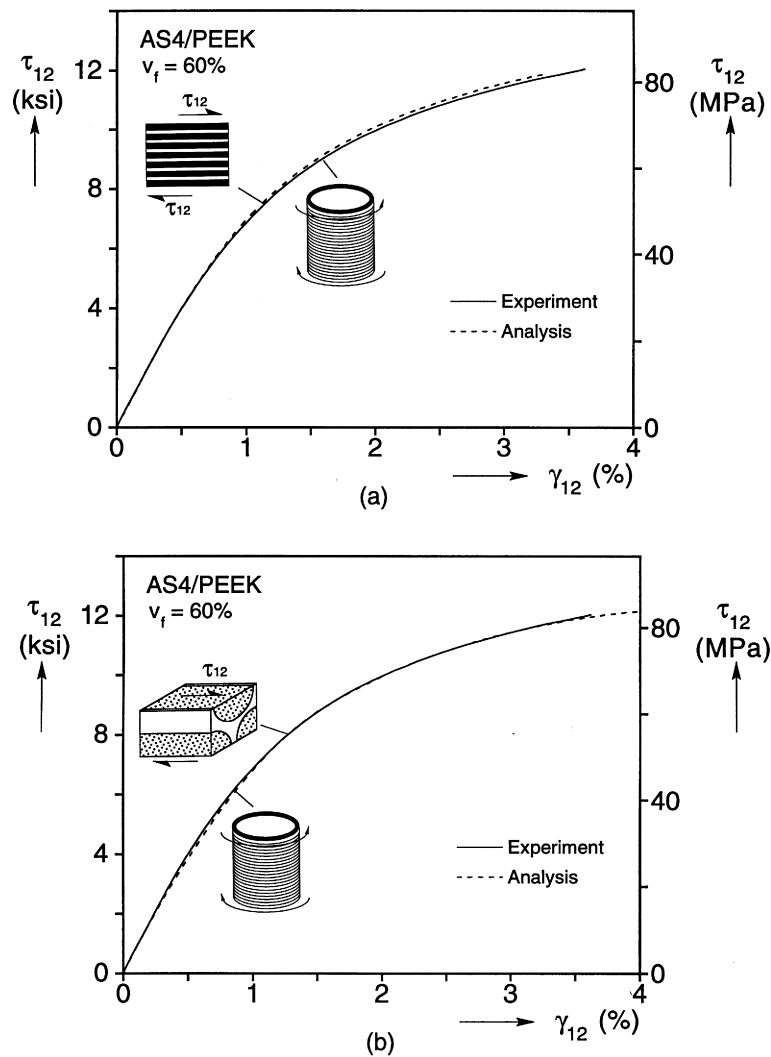 AS4/PEEK
v_f = 60%
τ12
(ksi)
τ12
(MPa)
τ12
τ12
12
8
4
0
80
40
0
Experiment
Analysis
0 1 2 3 4
γ12 (%)
(a)
AS4/PEEK
v_f = 60%
τ12
(ksi)
τ12
(MPa)
τ12
12
8
4
0
80
40
0
Experiment
Analysis
0 1 2 3 4
γ12 (%)
(b)